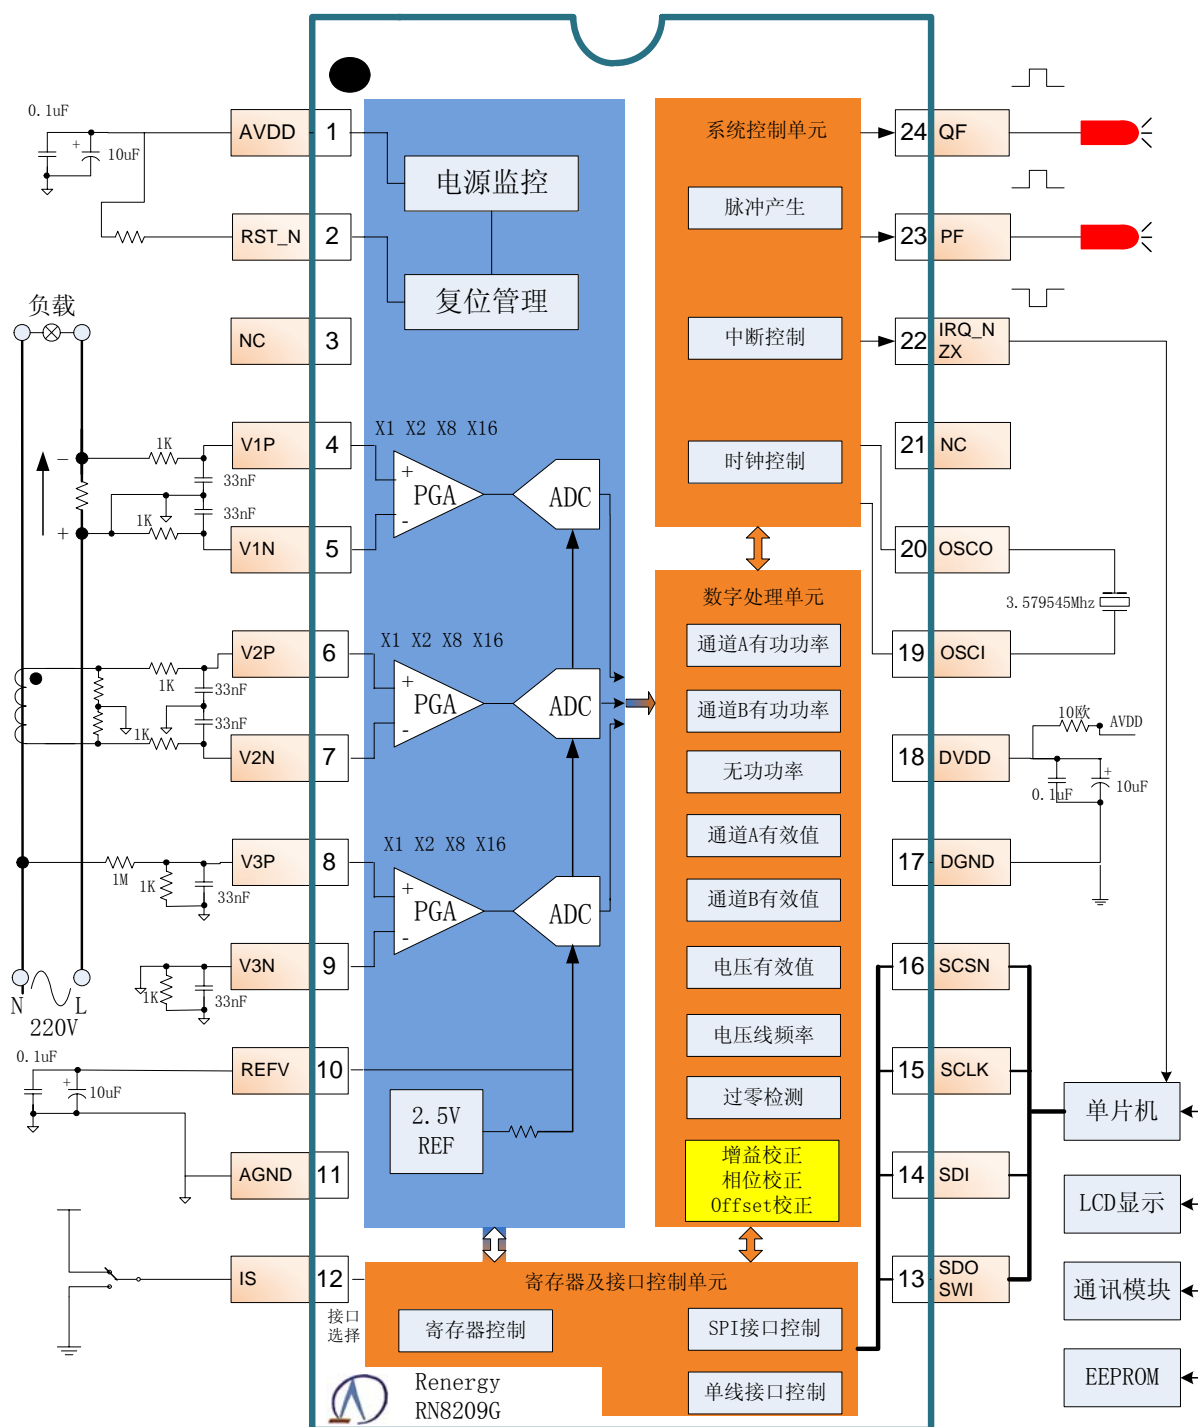 0.1uF
+
10uF
AVDD
1
RST_N
2
负载
NC
3
1K
V1P
4
33nF
−
33nF
+
1K
V1N
5
V2P
6
1K
33nF
33nF
1K
V2N
7
V3P
8
1M
1K
33nF
V3N
9
1K
33nF
N
L
220V
0.1uF
+
10uF
REFV
10
AGND
11
IS
12
接口
选择
电源监控
复位管理
X1 X2 X8 X16
+
PGA
-
ADC
X1 X2 X8 X16
+
PGA
-
ADC
X1 X2 X8 X16
+
PGA
-
ADC
2.5V
REF
系统控制单元
脉冲产生
中断控制
时钟控制
数字处理单元
通道A有功功率
通道B有功功率
无功功率
通道A有效值
通道B有效值
电压有效值
电压线频率
过零检测
增益校正
相位校正
Offset校正
寄存器及接口控制单元
寄存器控制
SPI接口控制
单线接口控制
Renergy
RN8209G
24
QF
23
PF
22
IRQ_N
ZX
21
NC
20
OSCO
3.579545Mhz
19
OSCI
10欧
AVDD
18
DVDD
0.1uF
+
10uF
17
DGND
16
SCSN
15
SCLK
14
SDI
13
SDO
SWI
单片机
LCD显示
通讯模块
EEPROM